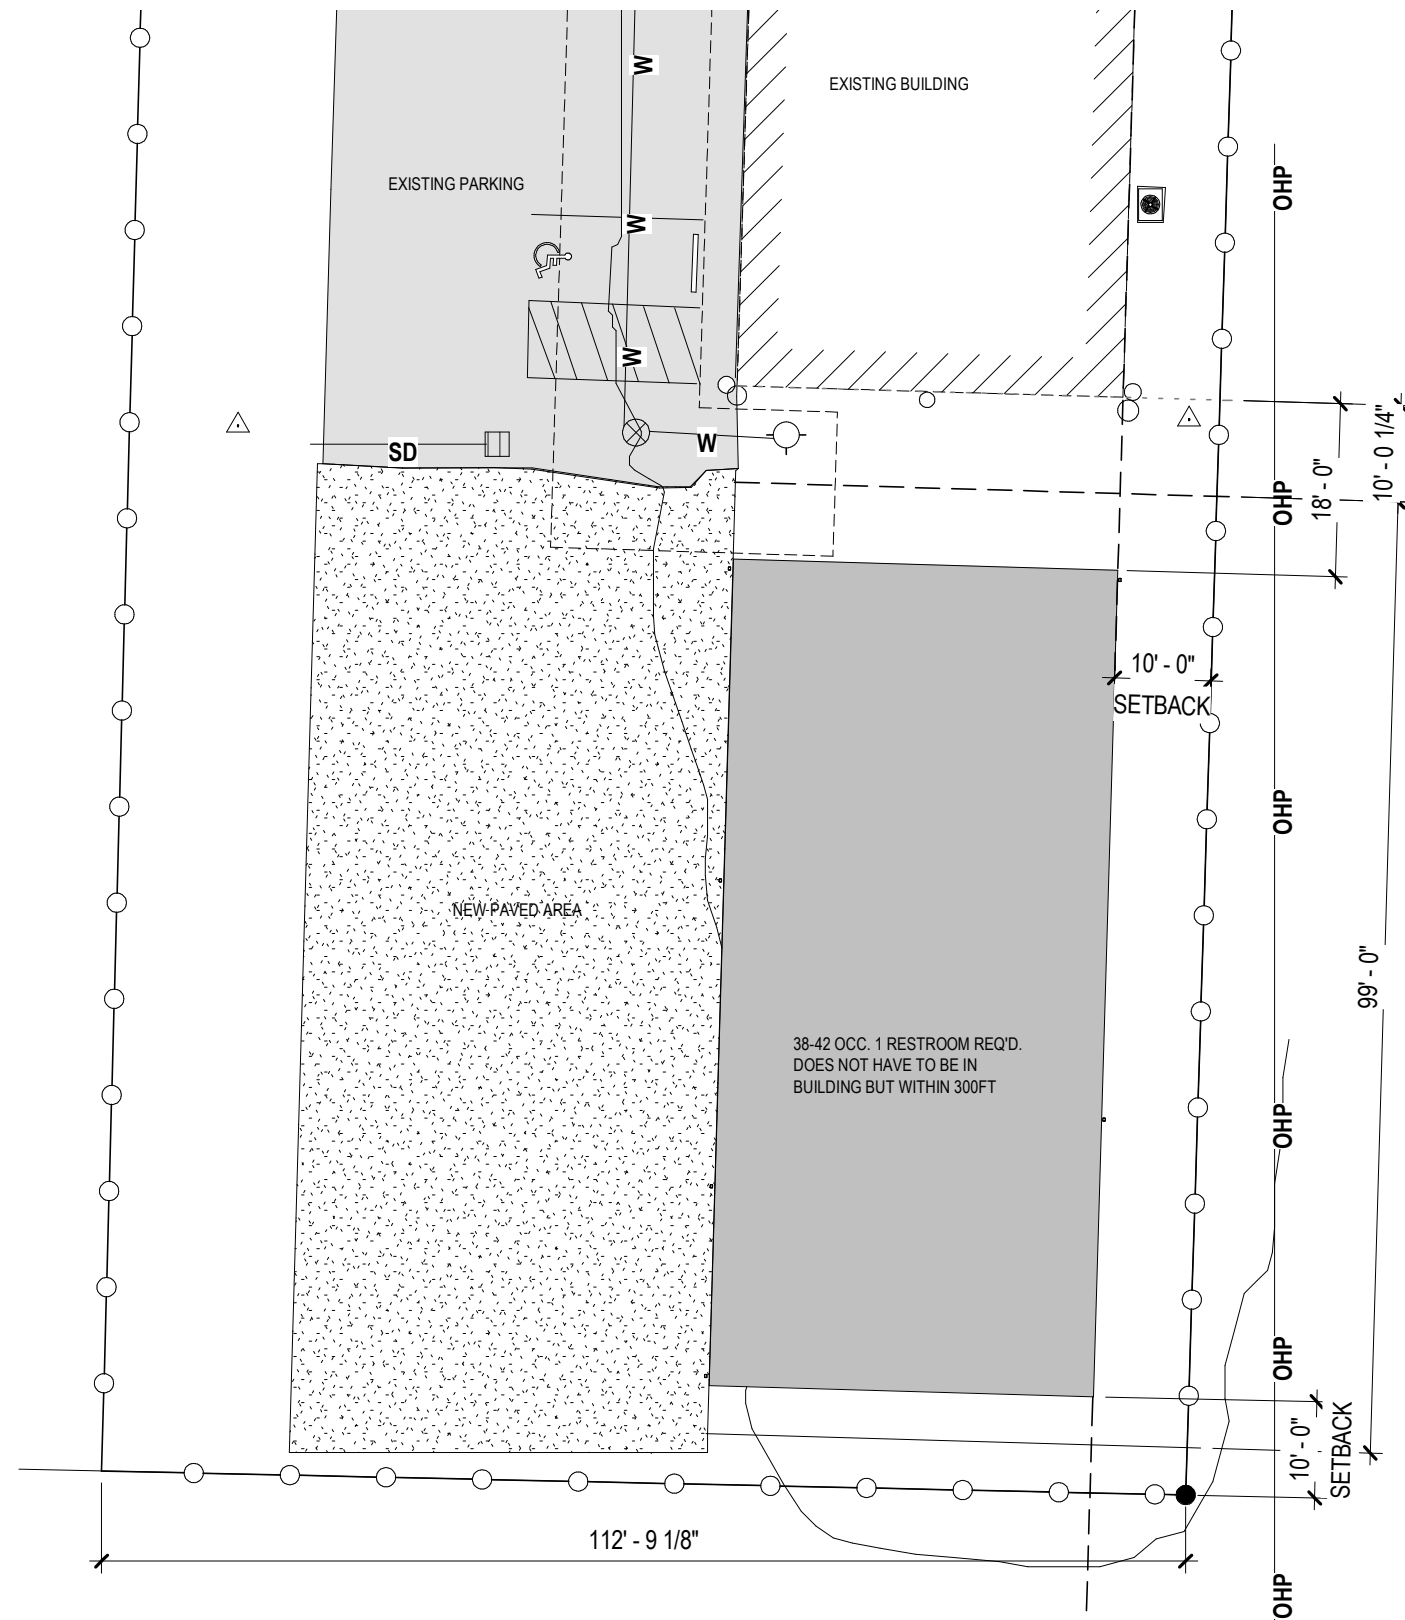 W
EXISTING BUILDING
EXISTING PARKING
OHP
W
W
SD
W
10' - 0 1/4"
18' - 0"
OHP
10' - 0"
SETBACK
OHP
NEW PAVED AREA
99' - 0"
38-42 OCC. 1 RESTROOM REQ'D.
DOES NOT HAVE TO BE IN
BUILDING BUT WITHIN 300FT
OHP
OHP
10' - 0"
SETBACK
112' - 9 1/8"
OHP